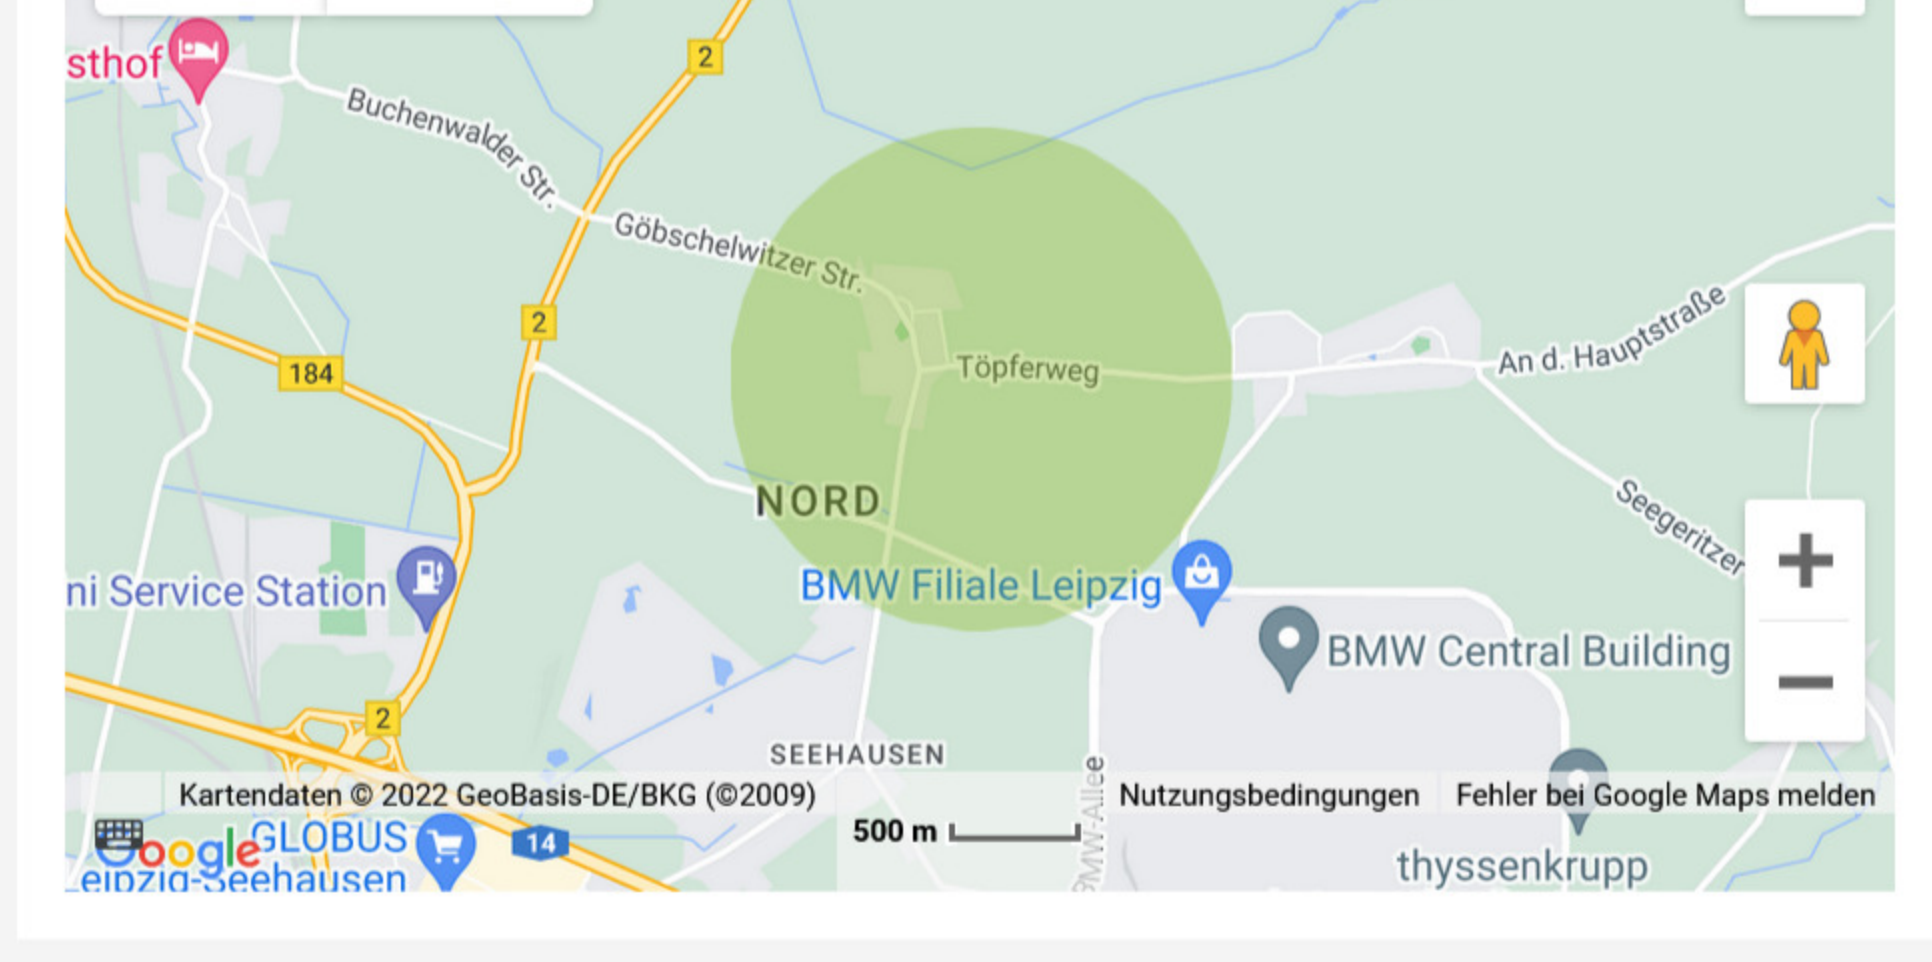 2
sthof
Buchenwalder Str.
Göbschelwitzer Str.
An d. Hauptstraße
2
184
Töpferweg
NORD
Seegeritzer
ni Service Station
BMW Filiale Leipzig
BMW Central Building
2
SEEHAUSEN
BMW-Allee
Kartendaten © 2022 GeoBasis-DE/BKG (©2009)
Nutzungsbedingungen
Fehler bei Google Maps melden
500 m
Google
GLOBUS
Leipzig-Seehausen
14
thyssenkrupp